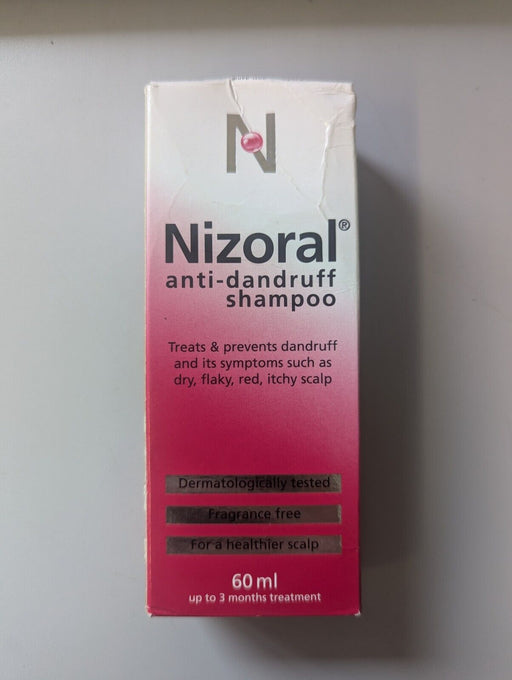 N
Nizoral®
anti-dandruff
shampoo
Treats & prevents dandruff
and its symptoms such as
dry, flaky, red, itchy scalp
Dermatologically tested
Fragrance free
For a healthier scalp
60 ml
up to 3 months treatment